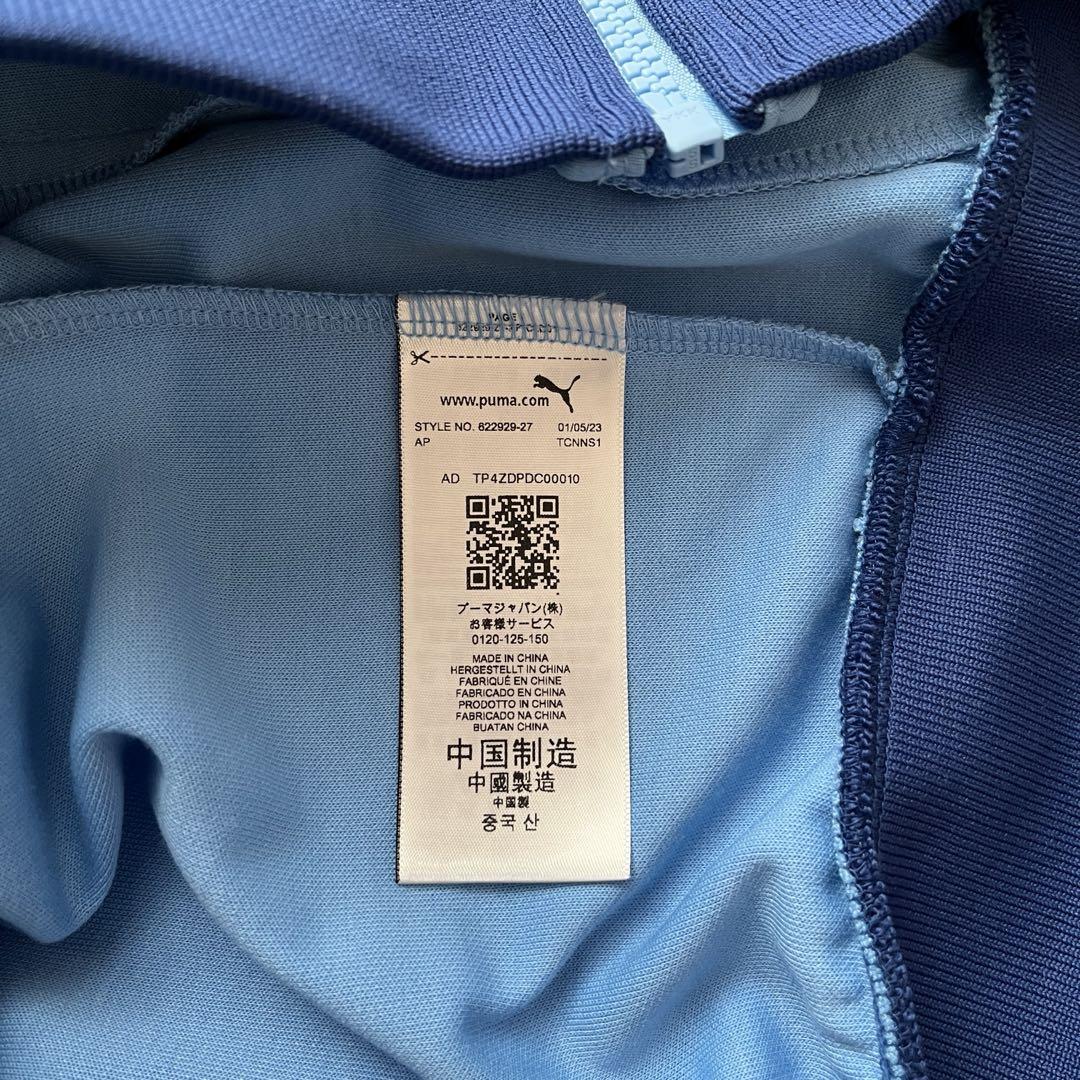 PAGE
www.puma.com
STYLE NO. 622929-27 01/05/23
AP TCNNS1
AD TP4ZDPDC00010
プーマジャパン(株)
お客様サービス
0120-125-150
MADE IN CHINA
HERGESTELLT IN CHINA
FABRIQUÉ EN CHINE
FABRICADO EN CHINA
PRODOTTO IN CHINA
FABRICADO NA CHINA
BUATAN CHINA
中国制造
中國製造
中国製
중국 산